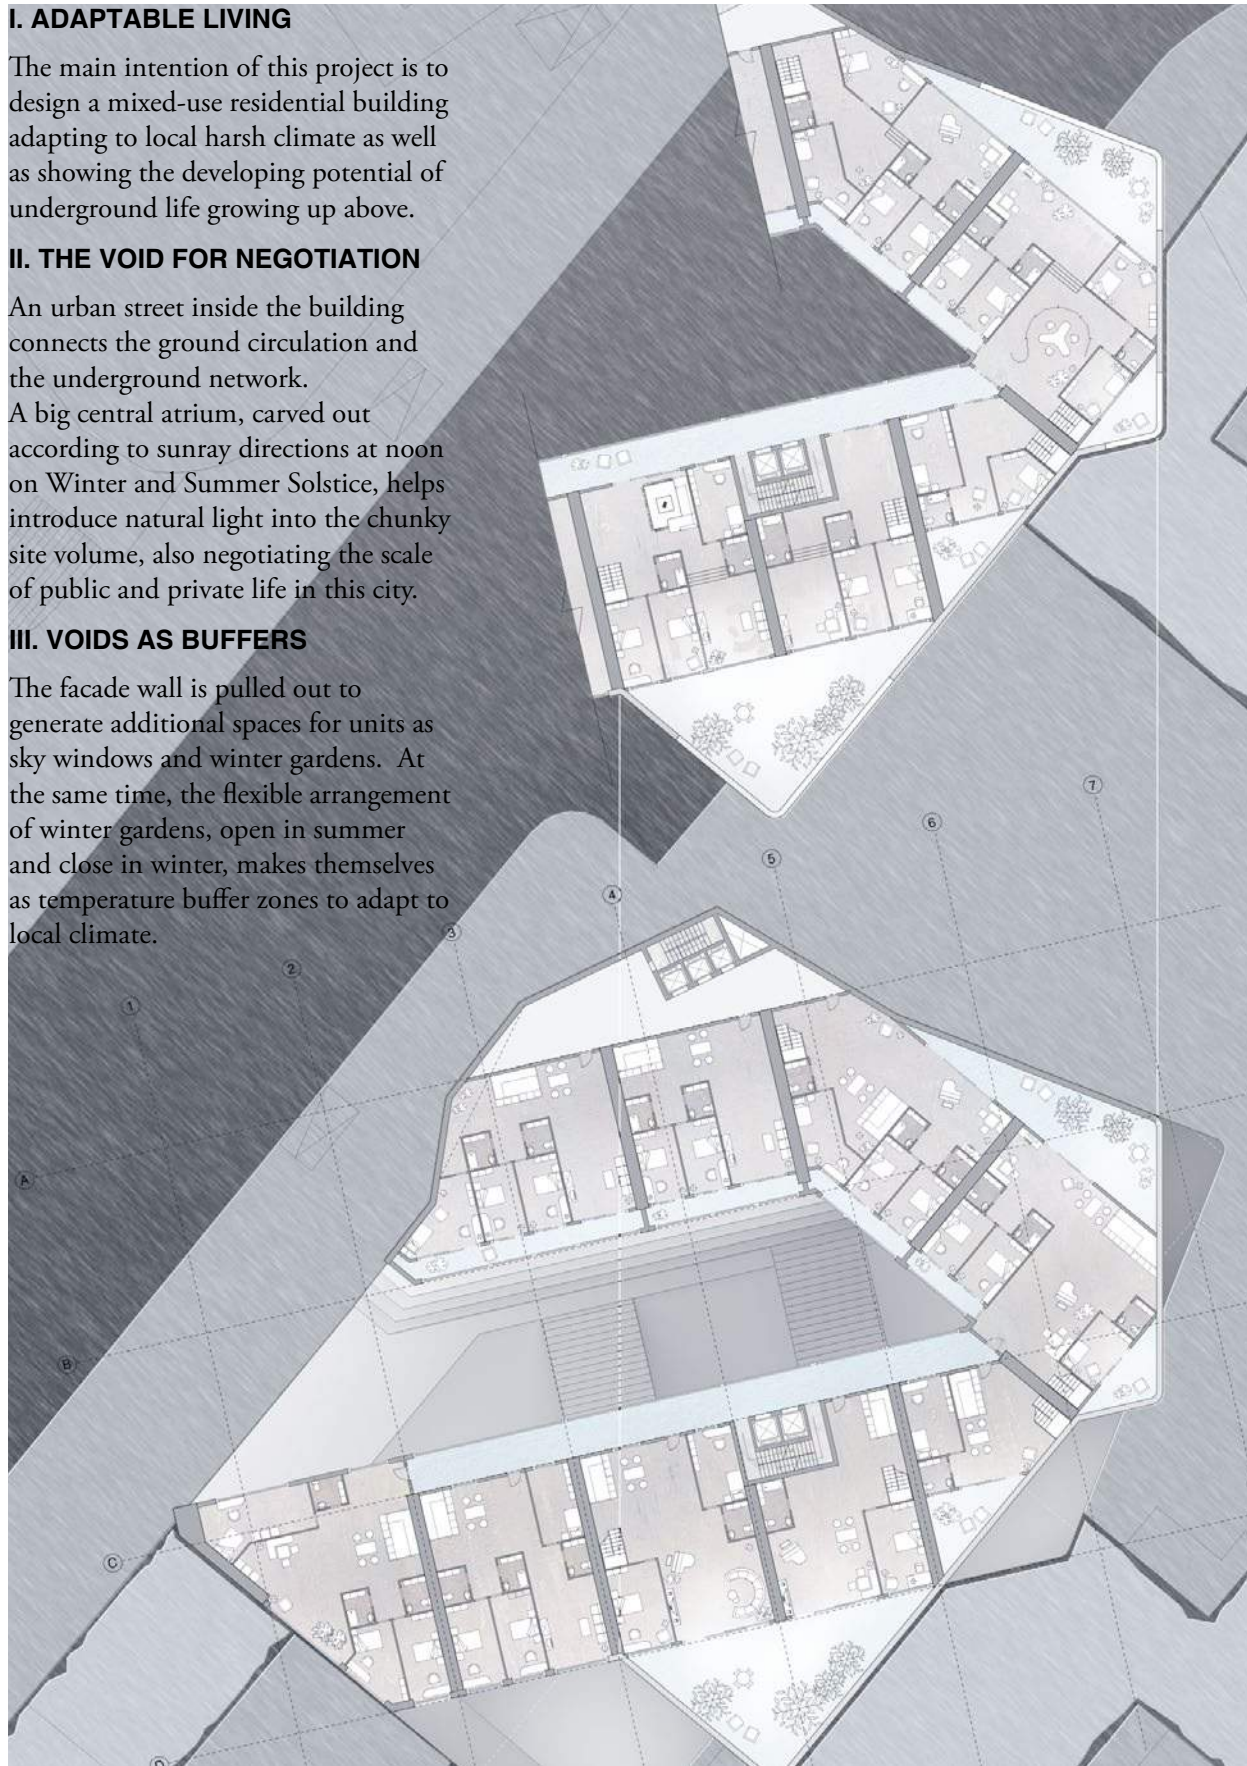 I. ADAPTABLE LIVING
The main intention of this project is to
design a mixed-use residential building
adapting to local harsh climate as well
as showing the developing potential of
underground life growing up above.
II. THE VOID FOR NEGOTIATION
An urban street inside the building
connects the ground circulation and
the underground network.
A big central atrium, carved out
according to sunray directions at noon
on Winter and Summer Solstice, helps
introduce natural light into the chunky
site volume, also negotiating the scale
of public and private life in this city.
III. VOIDS AS BUFFERS
The facade wall is pulled out to
generate additional spaces for units as
sky windows and winter gardens.  At
the same time, the flexible arrangement
of winter gardens, open in summer
and close in winter, makes themselves
as temperature buffer zones to adapt to
local climate.
7
6
5
4
3
2
1
A
B
C
D